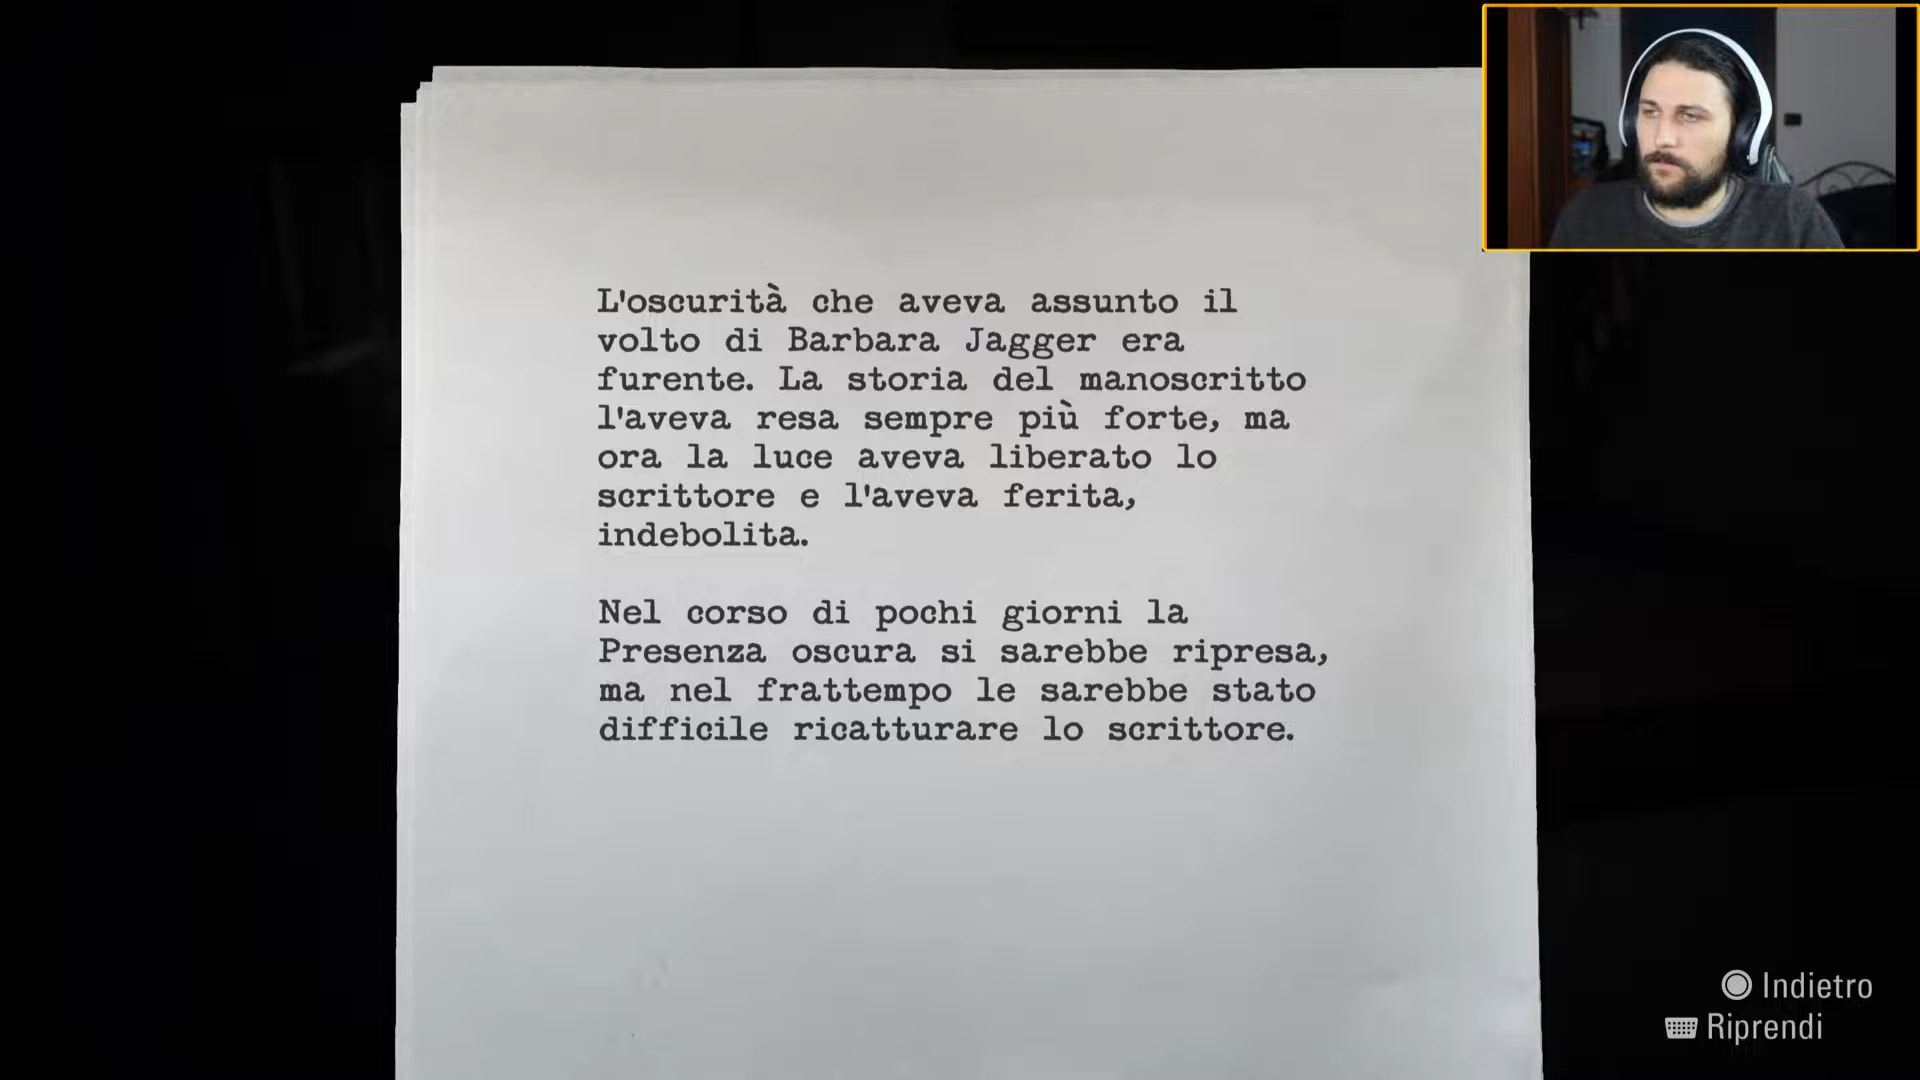 L'oscurità che aveva assunto il
volto di Barbara Jagger era
furente. La storia del manoscritto
l'aveva resa sempre più forte, ma
ora la luce aveva liberato lo
scrittore e l'aveva ferita,
indebolita.
Nel corso di pochi giorni la
Presenza oscura si sarebbe ripresa,
ma nel frattempo le sarebbe stato
difficile ricatturare lo scrittore.
Indietro
Riprendi